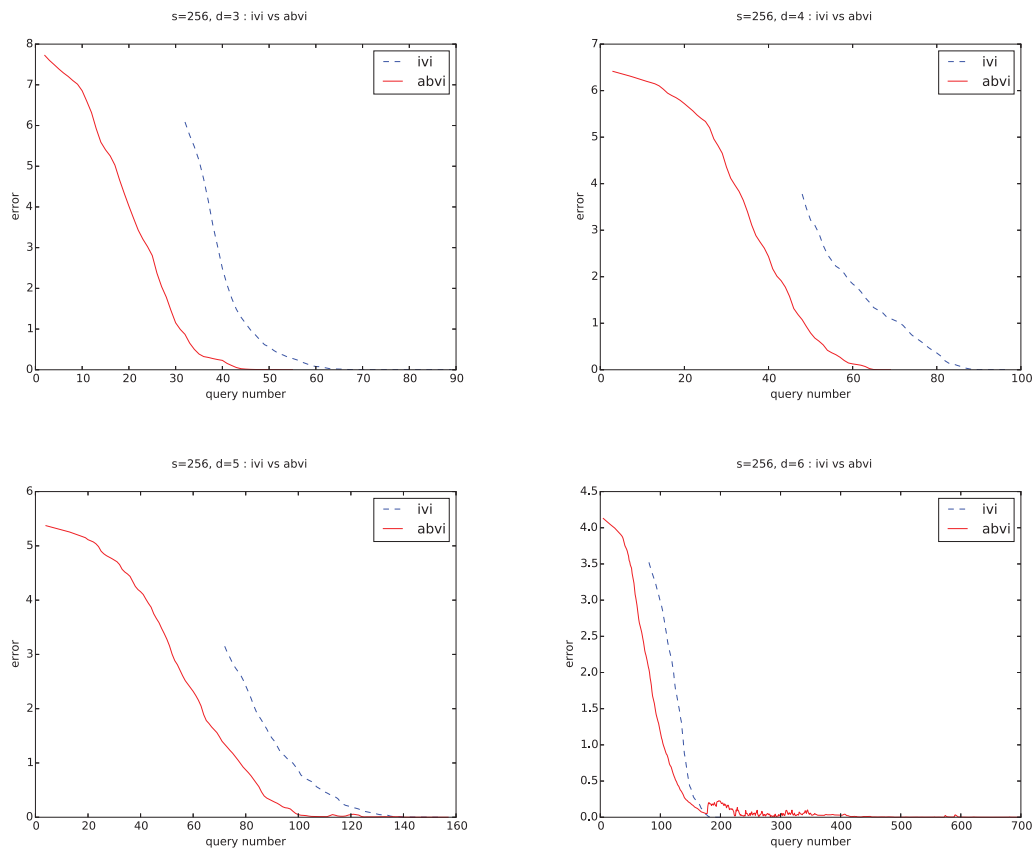 s=256, d=3 : ivi vs abvi
8
7
6
5
4
3
2
1
0
error
ivi
abvi
0 10 20 30 40 50 60 70 80 90
query number
s=256, d=4 : ivi vs abvi
7
6
5
4
3
2
1
0
error
ivi
abvi
0 20 40 60 80 100
query number
s=256, d=5 : ivi vs abvi
6
5
4
3
2
1
0
error
ivi
abvi
0 20 40 60 80 100 120 140 160
query number
s=256, d=6 : ivi vs abvi
4.5
4.0
3.5
3.0
2.5
2.0
1.5
1.0
0.5
0.0
error
ivi
abvi
0 100 200 300 400 500 600 700
query number